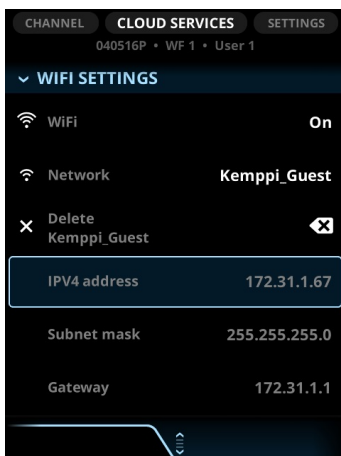 CHANNEL CLOUD SERVICES SETTINGS
040516P • WF 1 • User 1
WIFI SETTINGS
WiFi On
Network Kemppi_Guest
Delete
Kemppi_Guest
IPV4 address 172.31.1.67
Subnet mask 255.255.255.0
Gateway 172.31.1.1